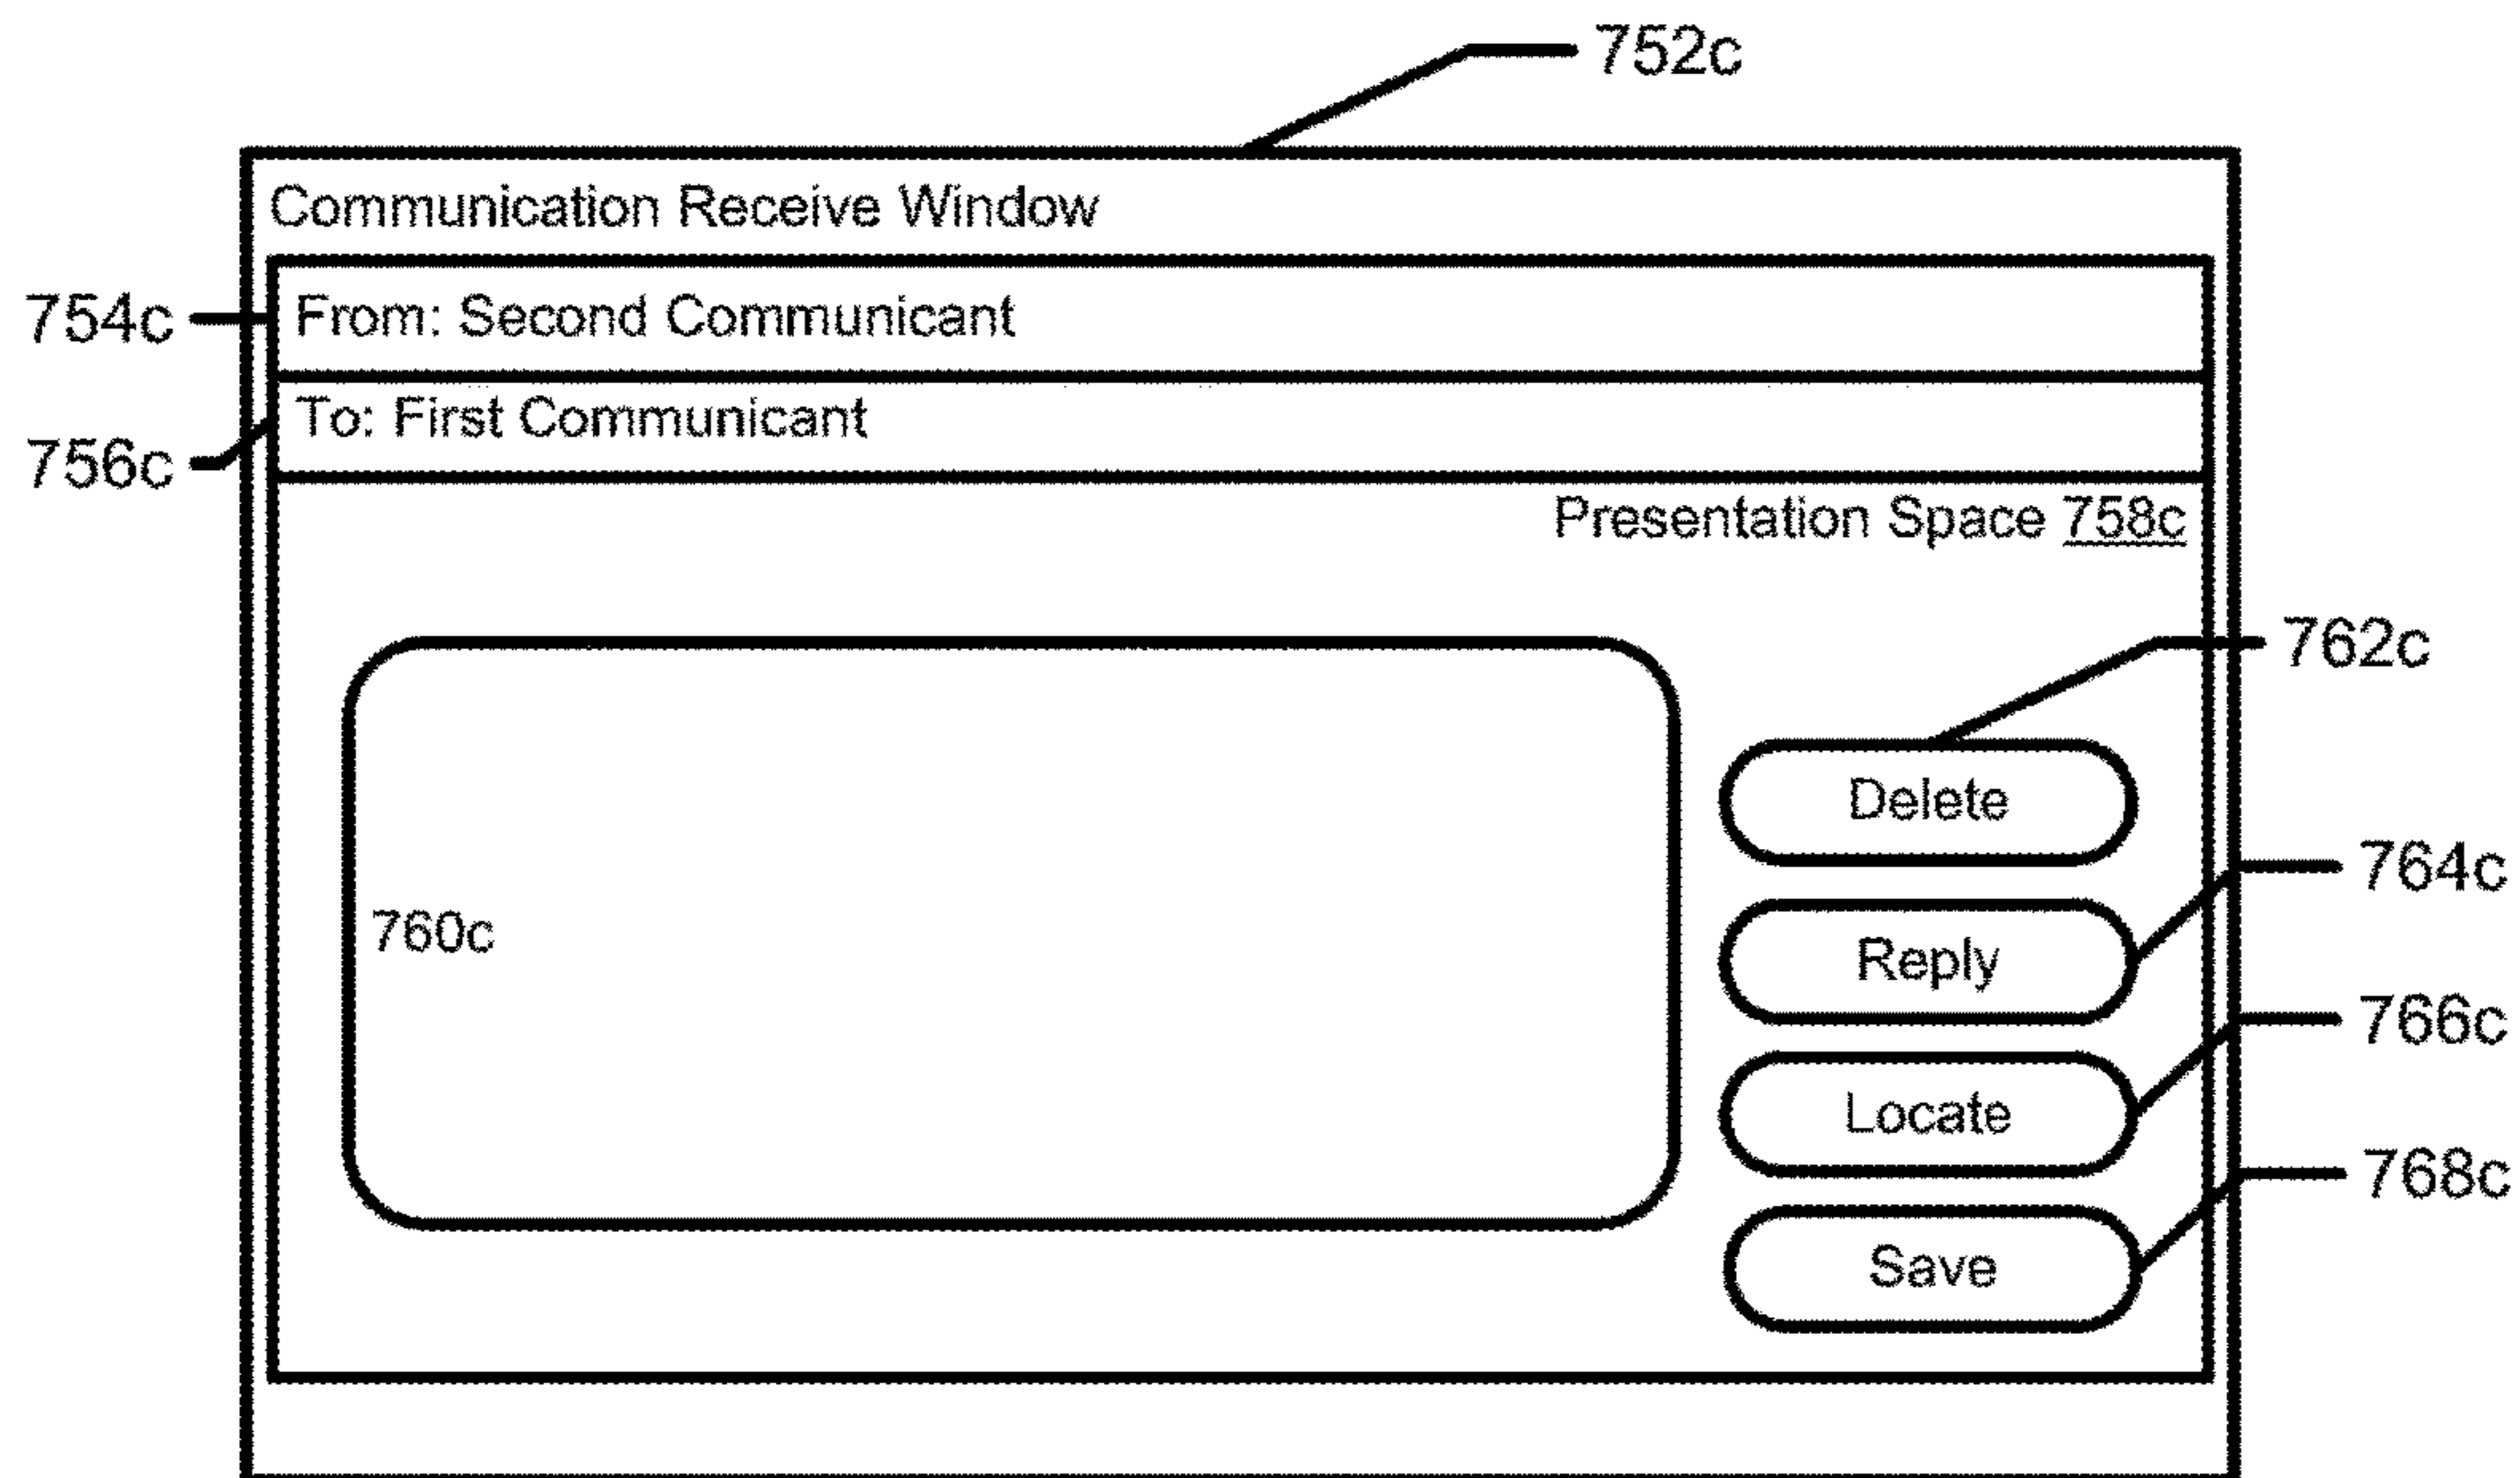 752c
Communication Receive Window
754c
From: Second Communicant
To: First Communicant
756c
Presentation Space 758c
762c
Delete
764c
760c
Reply
766c
Locate
768c
Save